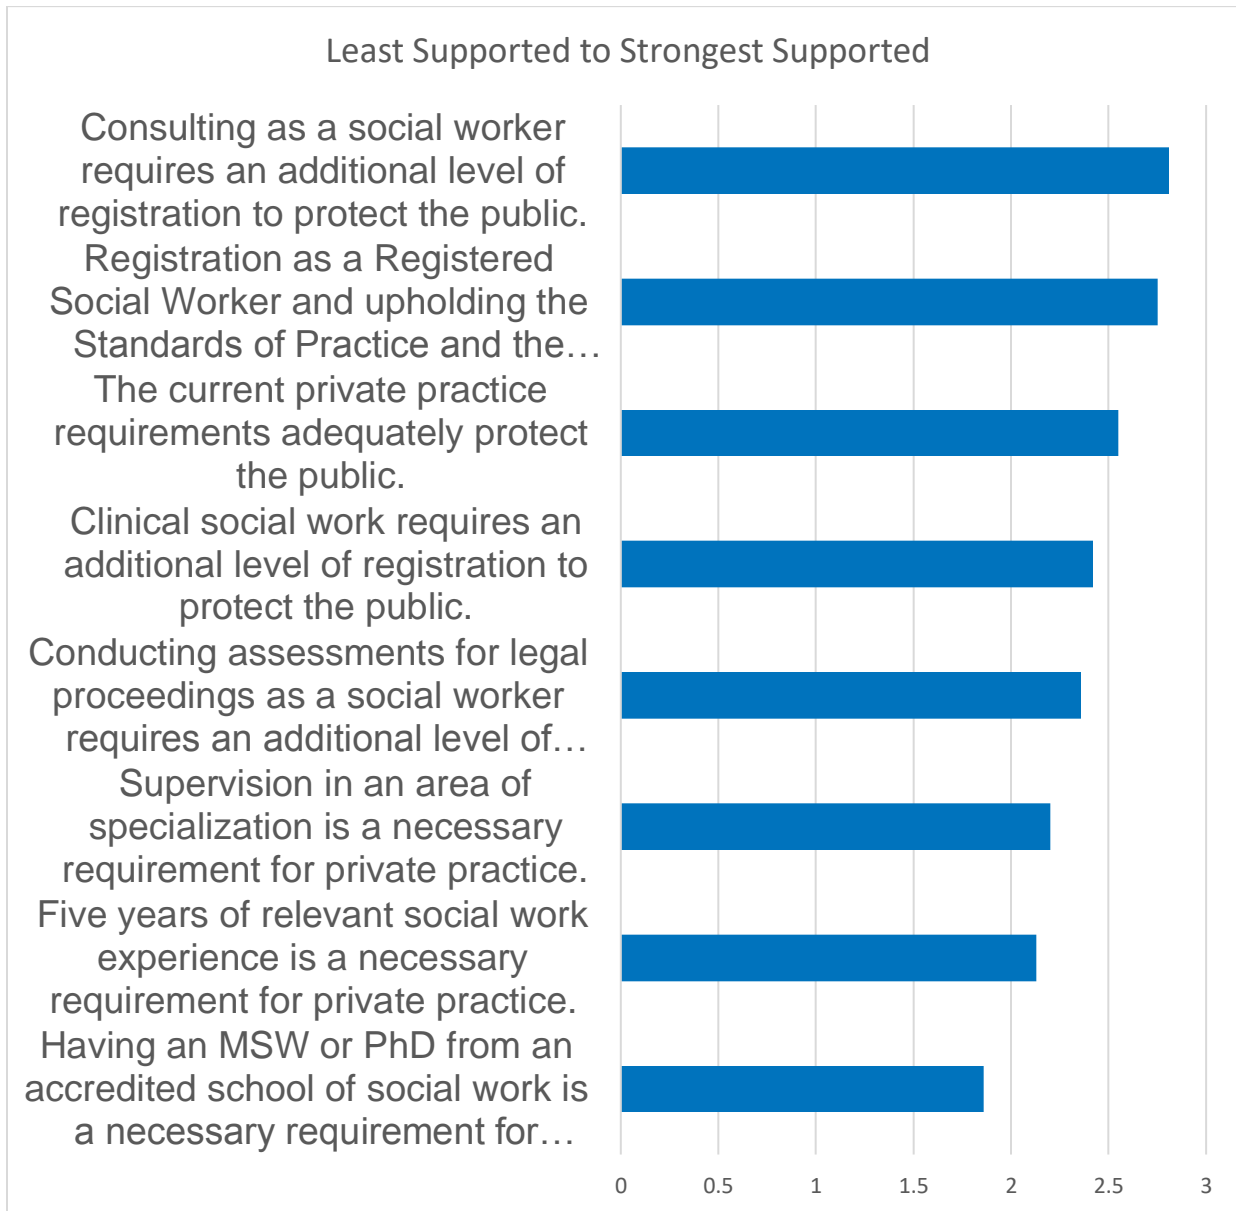 Least Supported to Strongest Supported
Consulting as a social worker
requires an additional level of
registration to protect the public.
Registration as a Registered
Social Worker and upholding the
Standards of Practice and the…
The current private practice
requirements adequately protect
the public.
Clinical social work requires an
additional level of registration to
protect the public.
Conducting assessments for legal
proceedings as a social worker
requires an additional level of…
Supervision in an area of
specialization is a necessary
requirement for private practice.
Five years of relevant social work
experience is a necessary
requirement for private practice.
Having an MSW or PhD from an
accredited school of social work is
a necessary requirement for…
0 0.5 1 1.5 2 2.5 3